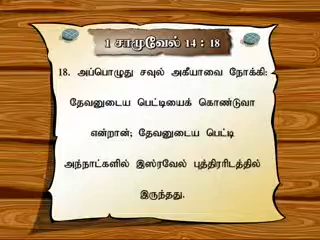 1 சாமுவேல் 14 : 18
18. அப்பொழுது சவுல் அகியாவை நோக்கி:
தேவனுடைய பெட்டியைக் கொண்டுவா
என்றான்; தேவனுடைய பெட்டி
அந்நாட்களில் இஸ்ரவேல் புத்திரரிடத்தில்
இருந்தது.